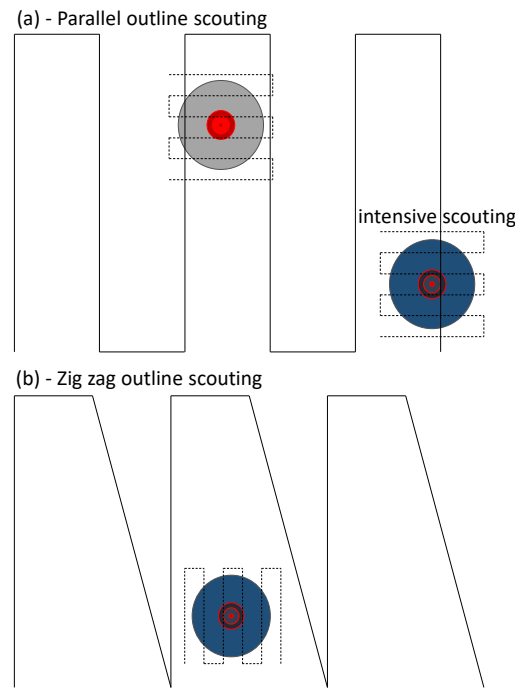 (a) - Parallel outline scouting
intensive scouting
(b) - Zig zag outline scouting